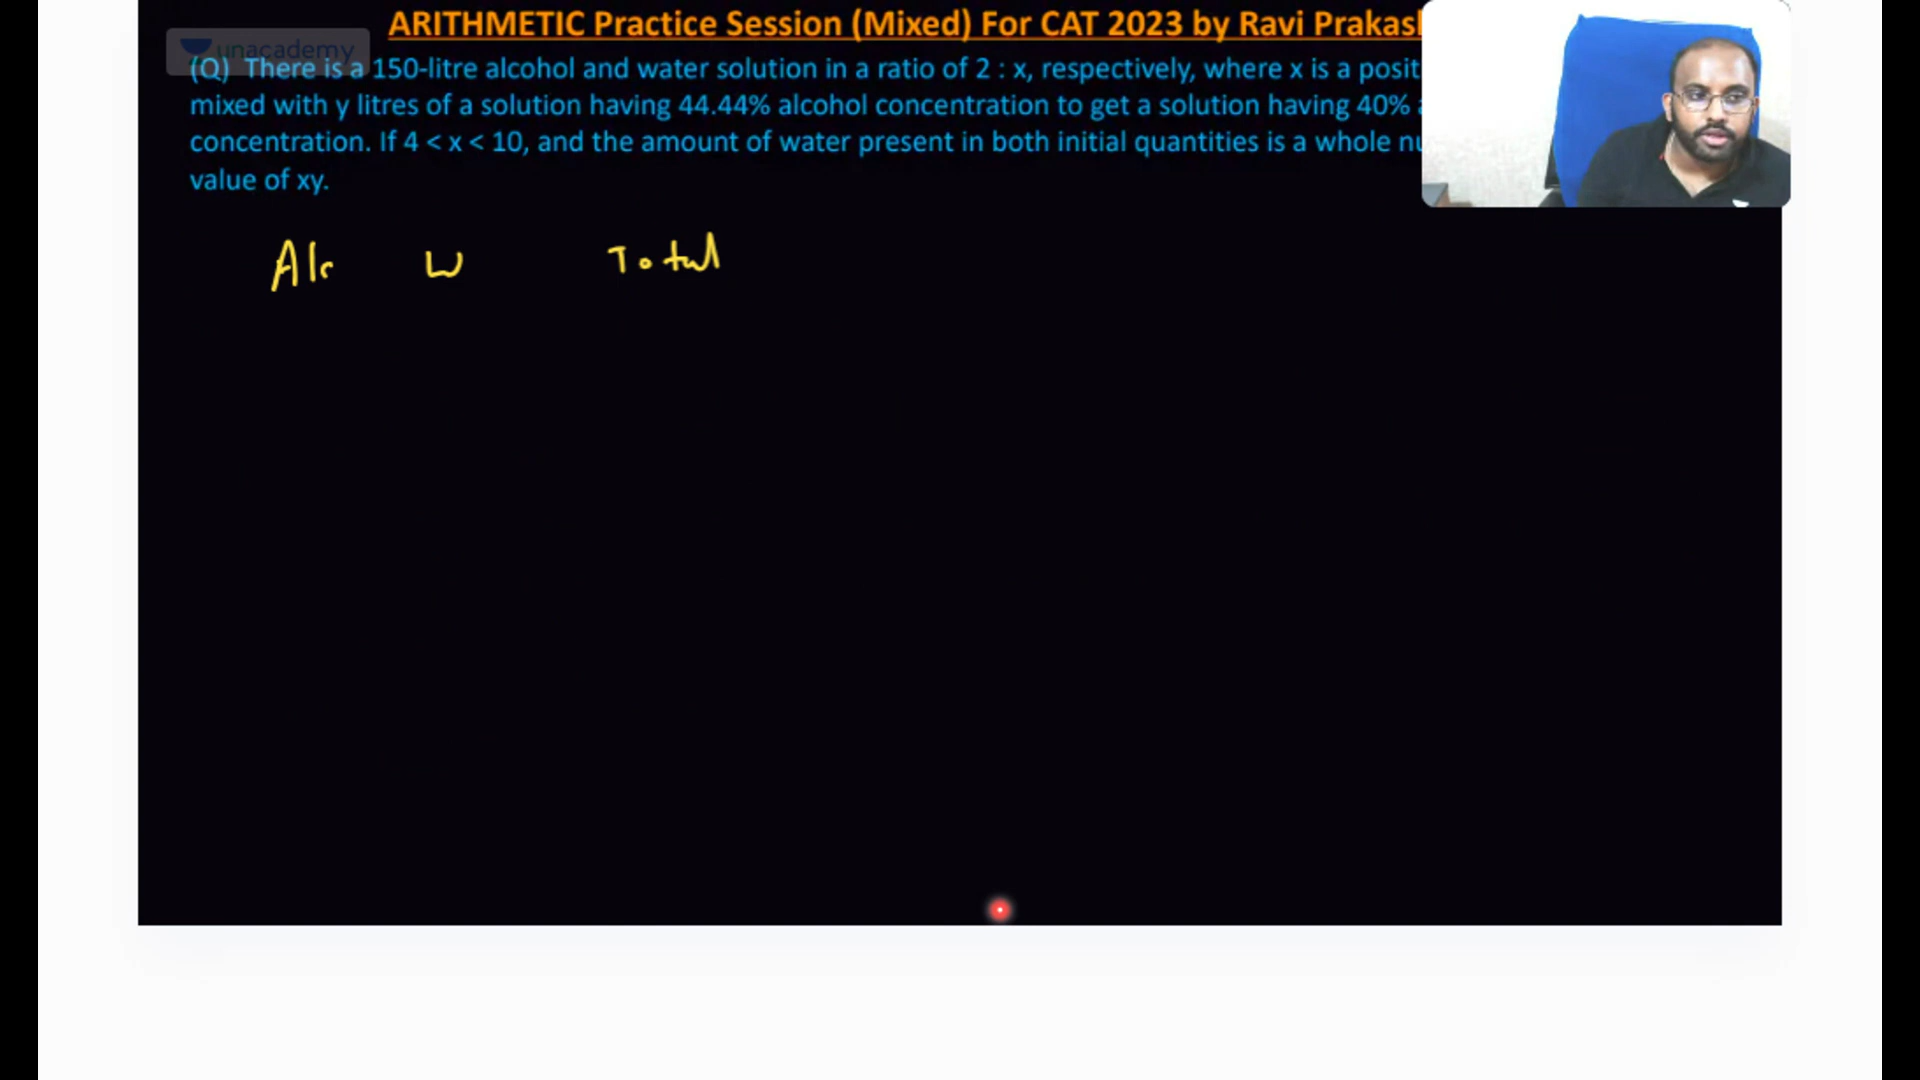 ARITHMETIC Practice Session (Mixed) For CAT 2023 by Ravi Prakash
unacademy
(Q) There is a 150-litre alcohol and water solution in a ratio of 2 : x, respectively, where x is a posit
mixed with y litres of a solution having 44.44% alcohol concentration to get a solution having 40%
concentration. If 4 < x < 10, and the amount of water present in both initial quantities is a whole nu
value of xy.
Alc W Total